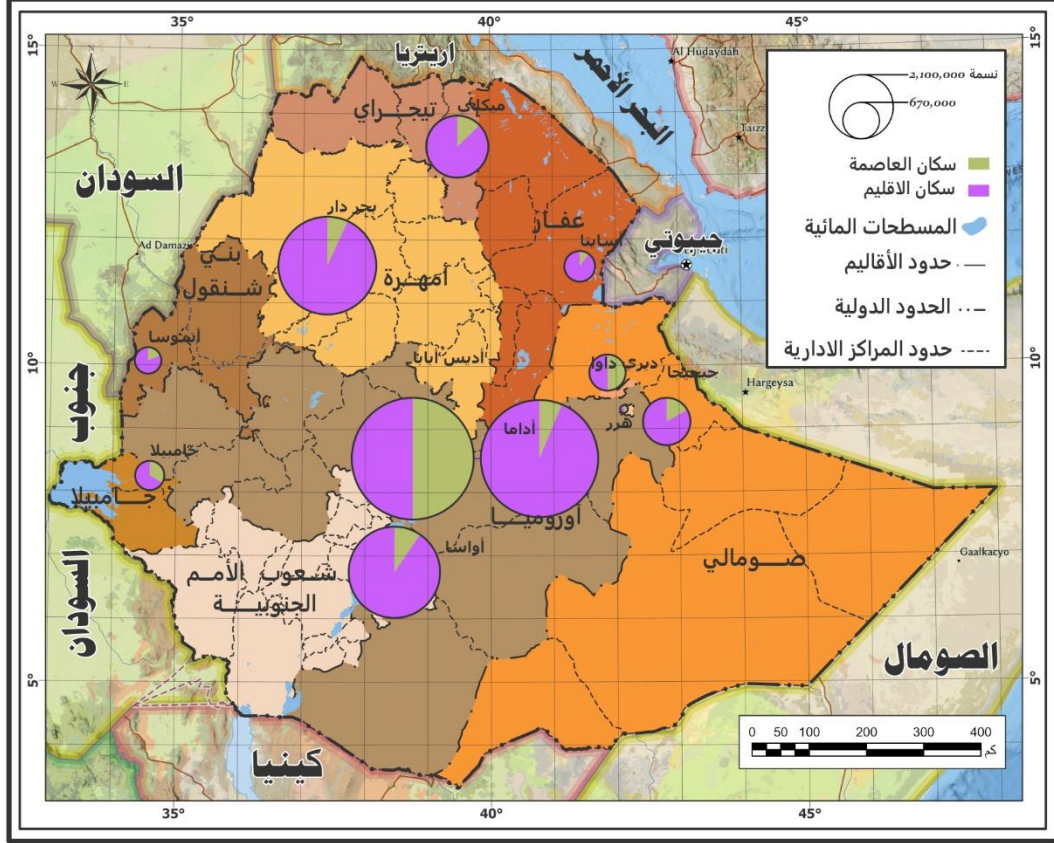 35°
40°
45°
15°
15°
اريتريا
Al Hudaydah
البحر الأحمر
Taizz
N
W
E
S
تيجراي
ميكلي
السودان
Ad Damazin
بحر دار
عفار
اسايتا
جيبوتي
بني
شنقول
امهرة
أسوسا
أديس أبابا
ديري داوا
جيجيجا
Hargeysa
10°
10°
جنوب
السودان
هرر
أداما
جامبيلا
جامبيلا
أوروميا
أواسا
شعوب الأمم
الجنوبية
صومالي
Gaalkacyo
الصومال
5°
5°
كينيا
35°
40°
45°
2,100,000 نسمة
670,000
سكان العاصمة
سكان الاقليم
المسطحات المائية
حدود الأقاليم
الحدود الدولية
حدود المراكز الادارية
0 50 100 200 300 400
كم